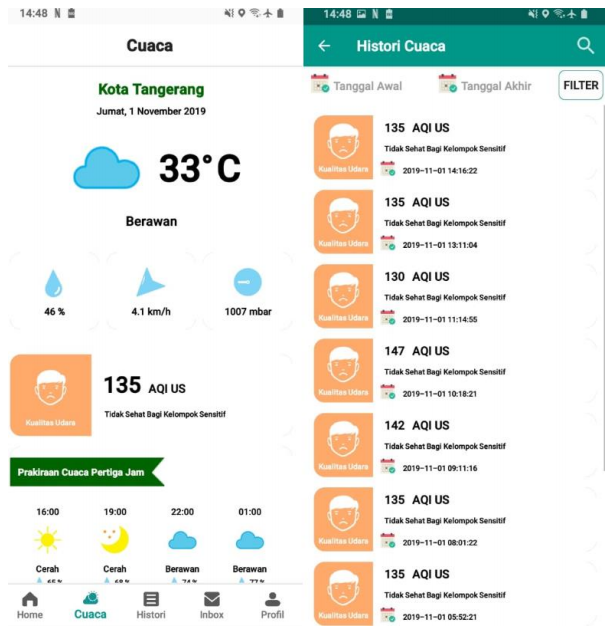 14:48
Cuaca
Kota Tangerang
Jumat, 1 November 2019
33°C
Berawan
46 %
4.1 km/h
1007 mbar
Kualitas Udara
135 AQI US
Tidak Sehat Bagi Kelompok Sensitif
Prakiraan Cuaca Pertiga Jam
16:00 19:00 22:00 01:00
Cerah Cerah Berawan Berawan
65 % 68 % 74 % 77 %
Home Cuaca Histori Inbox Profil
14:48
Histori Cuaca
Tanggal Awal Tanggal Akhir FILTER
135 AQI US
Tidak Sehat Bagi Kelompok Sensitif
Kualitas Udara 2019-11-01 14:16:22
135 AQI US
Tidak Sehat Bagi Kelompok Sensitif
Kualitas Udara 2019-11-01 13:11:04
130 AQI US
Tidak Sehat Bagi Kelompok Sensitif
Kualitas Udara 2019-11-01 11:14:55
147 AQI US
Tidak Sehat Bagi Kelompok Sensitif
Kualitas Udara 2019-11-01 10:18:21
142 AQI US
Tidak Sehat Bagi Kelompok Sensitif
Kualitas Udara 2019-11-01 09:11:16
135 AQI US
Tidak Sehat Bagi Kelompok Sensitif
Kualitas Udara 2019-11-01 08:01:22
135 AQI US
Tidak Sehat Bagi Kelompok Sensitif
Kualitas Udara 2019-11-01 05:52:21